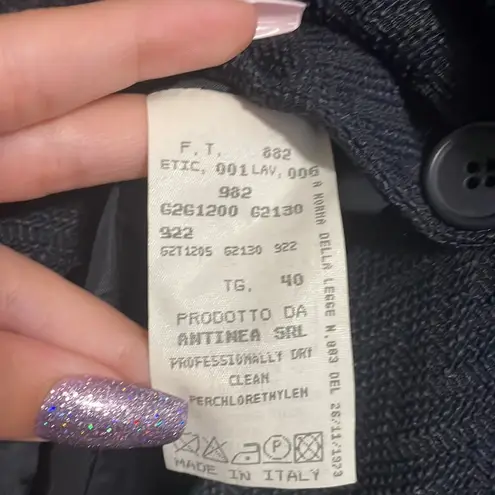 F.T. 882
ETIC. 001 LAV. 006
982
G2G1200 G2130
922
G2T1205 G2130 922
TG. 40
PRODOTTO DA
ANTINEA SRL
PROFESSIONALLY DRY
CLEAN
PERCHLORETHYLEN
P
MADE IN ITALY
A NORMA DELLA LEGGE N.883 DEL 26/11/1973